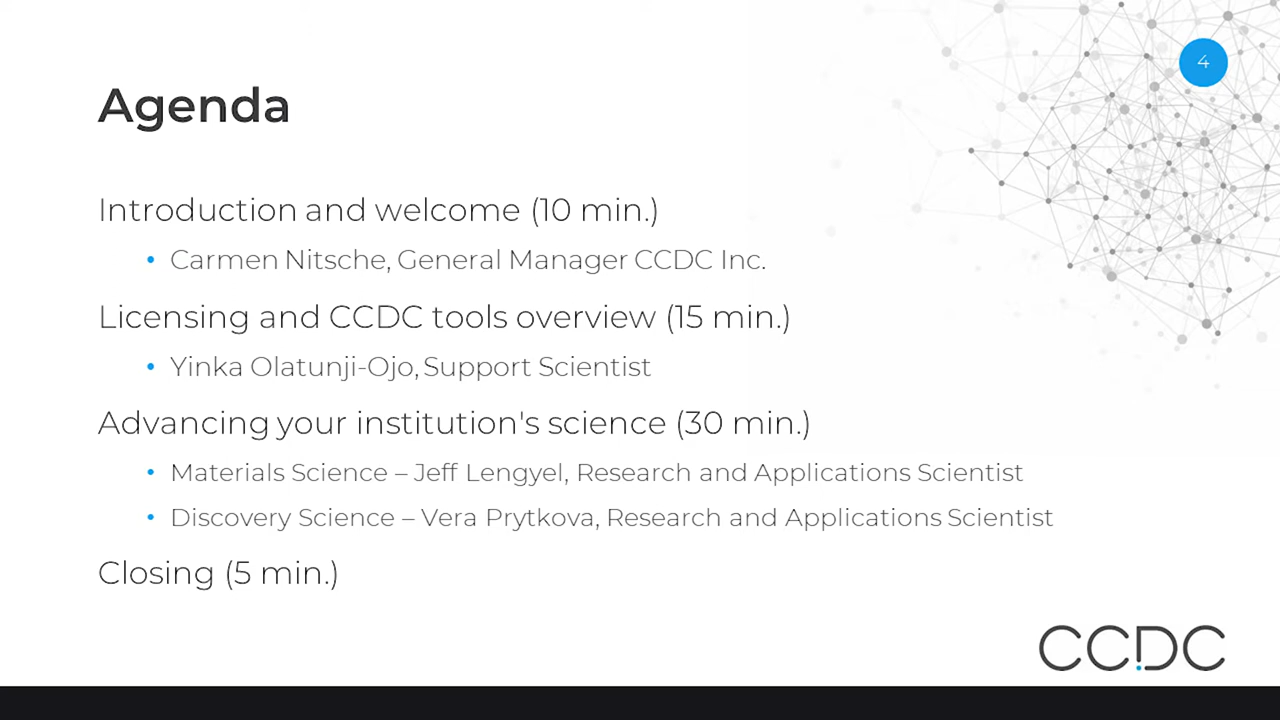 4
Agenda
Introduction and welcome (10 min.)
• Carmen Nitsche, General Manager CCDC Inc.
Licensing and CCDC tools overview (15 min.)
• Yinka Olatunji-Ojo, Support Scientist
Advancing your institution's science (30 min.)
• Materials Science – Jeff Lengyel, Research and Applications Scientist
• Discovery Science – Vera Prytkova, Research and Applications Scientist
Closing (5 min.)
CCDC